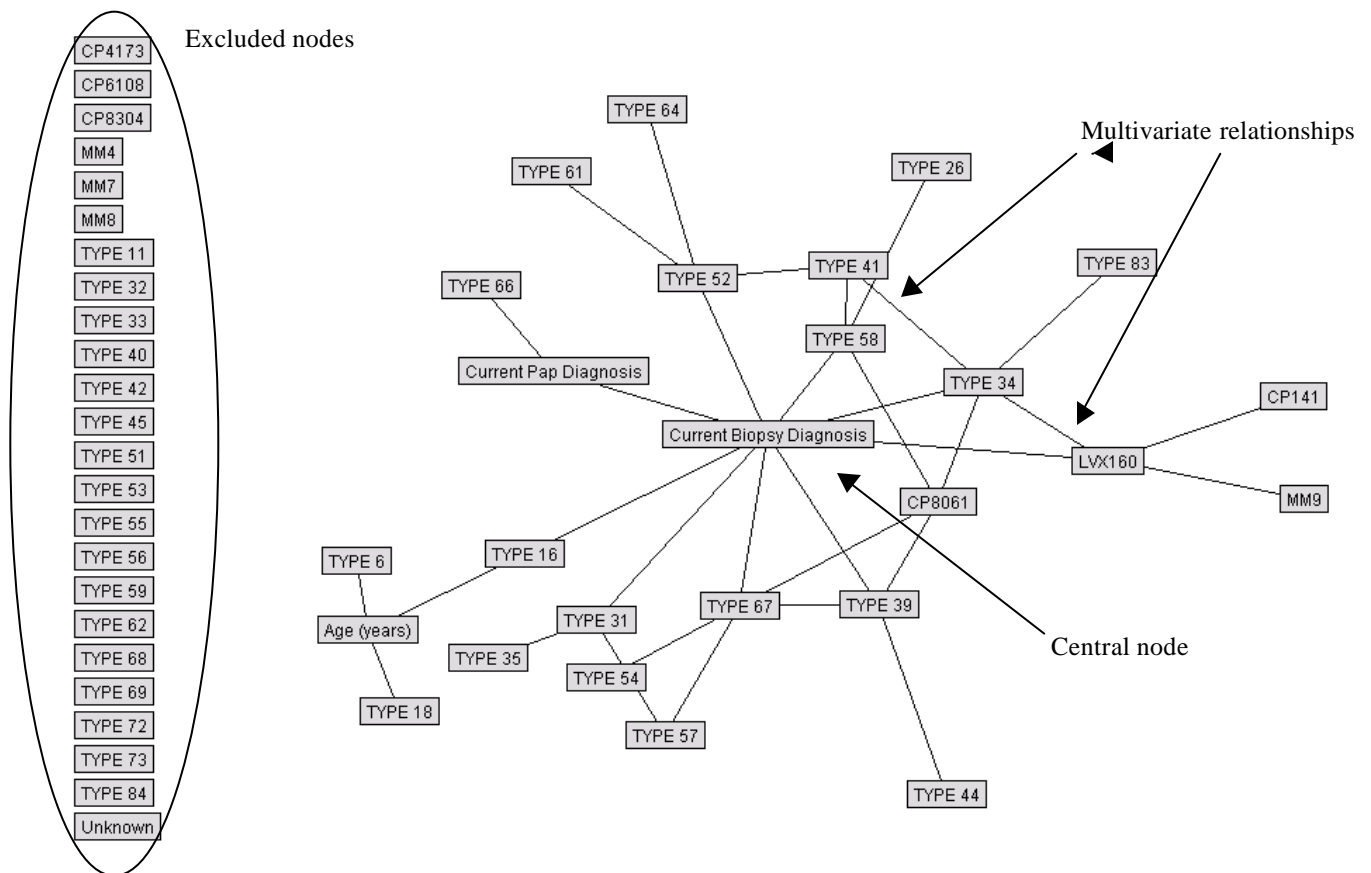 Excluded nodes
CP4173
CP6108
CP8304
MM4
MM7
MM8
TYPE 11
TYPE 32
TYPE 33
TYPE 40
TYPE 42
TYPE 45
TYPE 51
TYPE 53
TYPE 55
TYPE 56
TYPE 59
TYPE 62
TYPE 68
TYPE 69
TYPE 72
TYPE 73
TYPE 84
Unknown
TYPE 64
Multivariate relationships
TYPE 61
TYPE 26
TYPE 52
TYPE 41
TYPE 83
TYPE 66
TYPE 58
Current Pap Diagnosis
TYPE 34
CP141
Current Biopsy Diagnosis
LVX160
CP8061
MM9
TYPE 6
TYPE 16
TYPE 67
TYPE 39
Age (years)
TYPE 31
Central node
TYPE 35
TYPE 54
TYPE 18
TYPE 57
TYPE 44